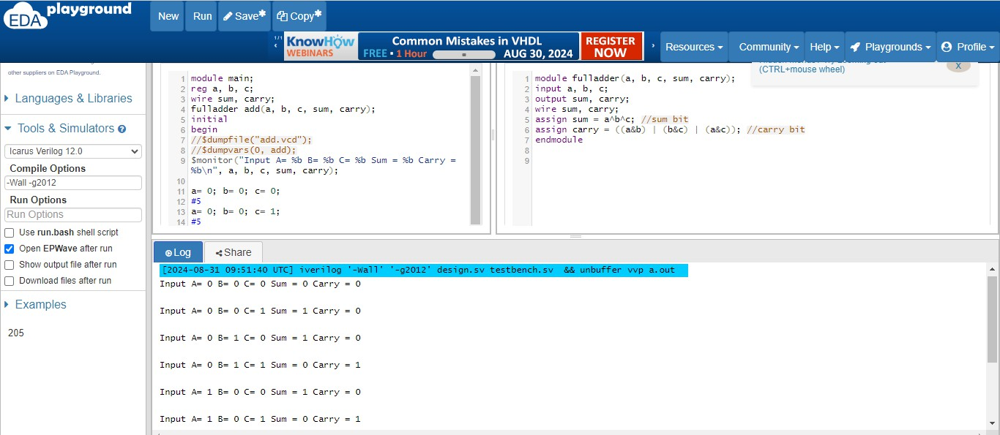 EDA playground
New Run Save* Copy*
1/1
KnowHow WEBINARS
Common Mistakes in VHDL
FREE • 1 Hour AUG 30, 2024
REGISTER NOW
Resources Community Help Playgrounds Profile
other suppliers on EDA Playground.
Languages & Libraries
Tools & Simulators
Icarus Verilog 12.0
Compile Options
-Wall -g2012
Run Options
Run Options
Use run.bash shell script
Open EPWave after run
Show output file after run
Download files after run
Examples
205
1 module main;
2 reg a, b, c;
3 wire sum, carry;
4 fulladder add(a, b, c, sum, carry);
5 initial
6 begin
7 //$dumpfile("add.vcd");
8 //$dumpvars(0, add);
9 $monitor("Input A= %b B= %b C= %b Sum = %b Carry =
%b\n", a, b, c, sum, carry);
10
11 a= 0; b= 0; c= 0;
12 #5
13 a= 0; b= 0; c= 1;
14 #5
(CTRL+mouse wheel)
x
1 module fulladder(a, b, c, sum, carry);
2 input a, b, c;
3 output sum, carry;
4 wire sum, carry;
5 assign sum = a^b^c; //sum bit
6 assign carry = ((a&b) | (b&c) | (a&c)); //carry bit
7 endmodule
8
9
Log Share
[2024-08-31 09:51:40 UTC] iverilog '-Wall' '-g2012' design.sv testbench.sv && unbuffer vvp a.out
Input A= 0 B= 0 C= 0 Sum = 0 Carry = 0
Input A= 0 B= 0 C= 1 Sum = 1 Carry = 0
Input A= 0 B= 1 C= 0 Sum = 1 Carry = 0
Input A= 0 B= 1 C= 1 Sum = 0 Carry = 1
Input A= 1 B= 0 C= 0 Sum = 1 Carry = 0
Input A= 1 B= 0 C= 1 Sum = 0 Carry = 1